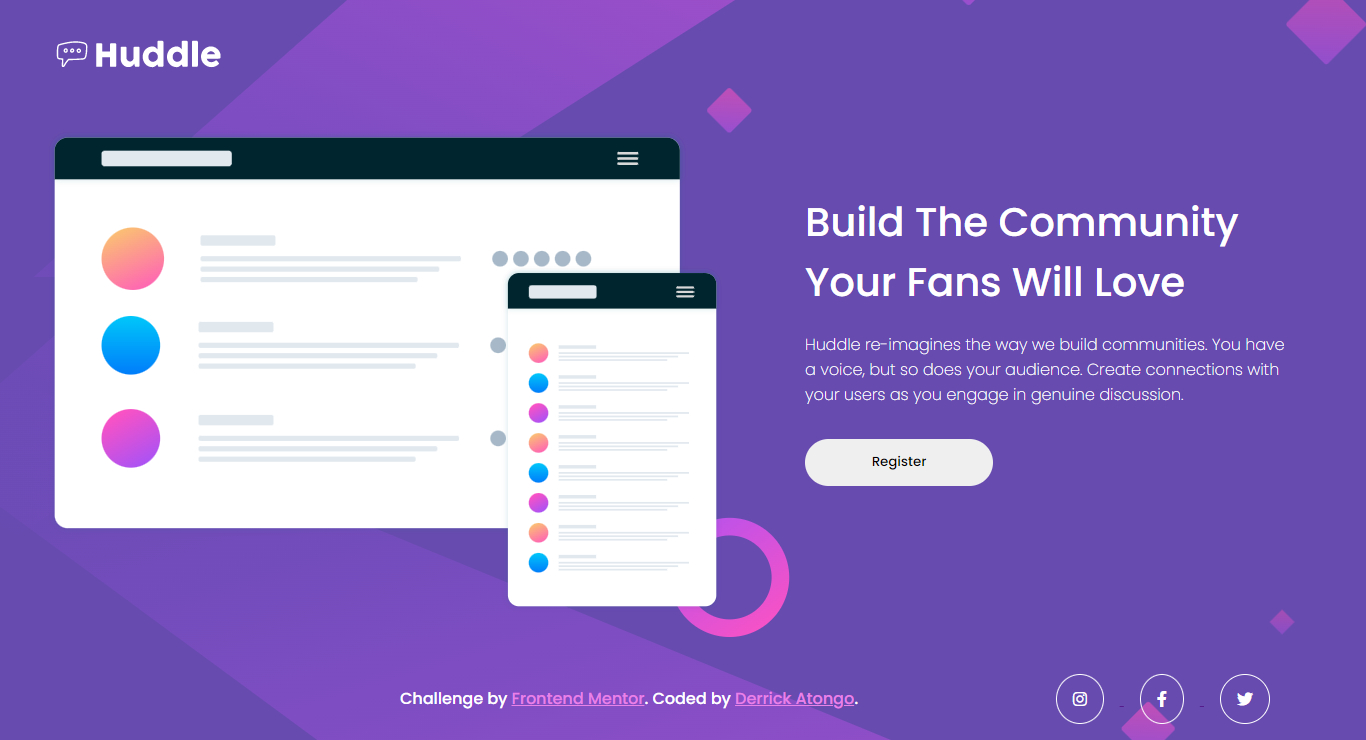 Huddle
Build The Community
Your Fans Will Love
Huddle re-imagines the way we build communities. You have
a voice, but so does your audience. Create connections with
your users as you engage in genuine discussion.
Register
Challenge by Frontend Mentor. Coded by Derrick Atongo.